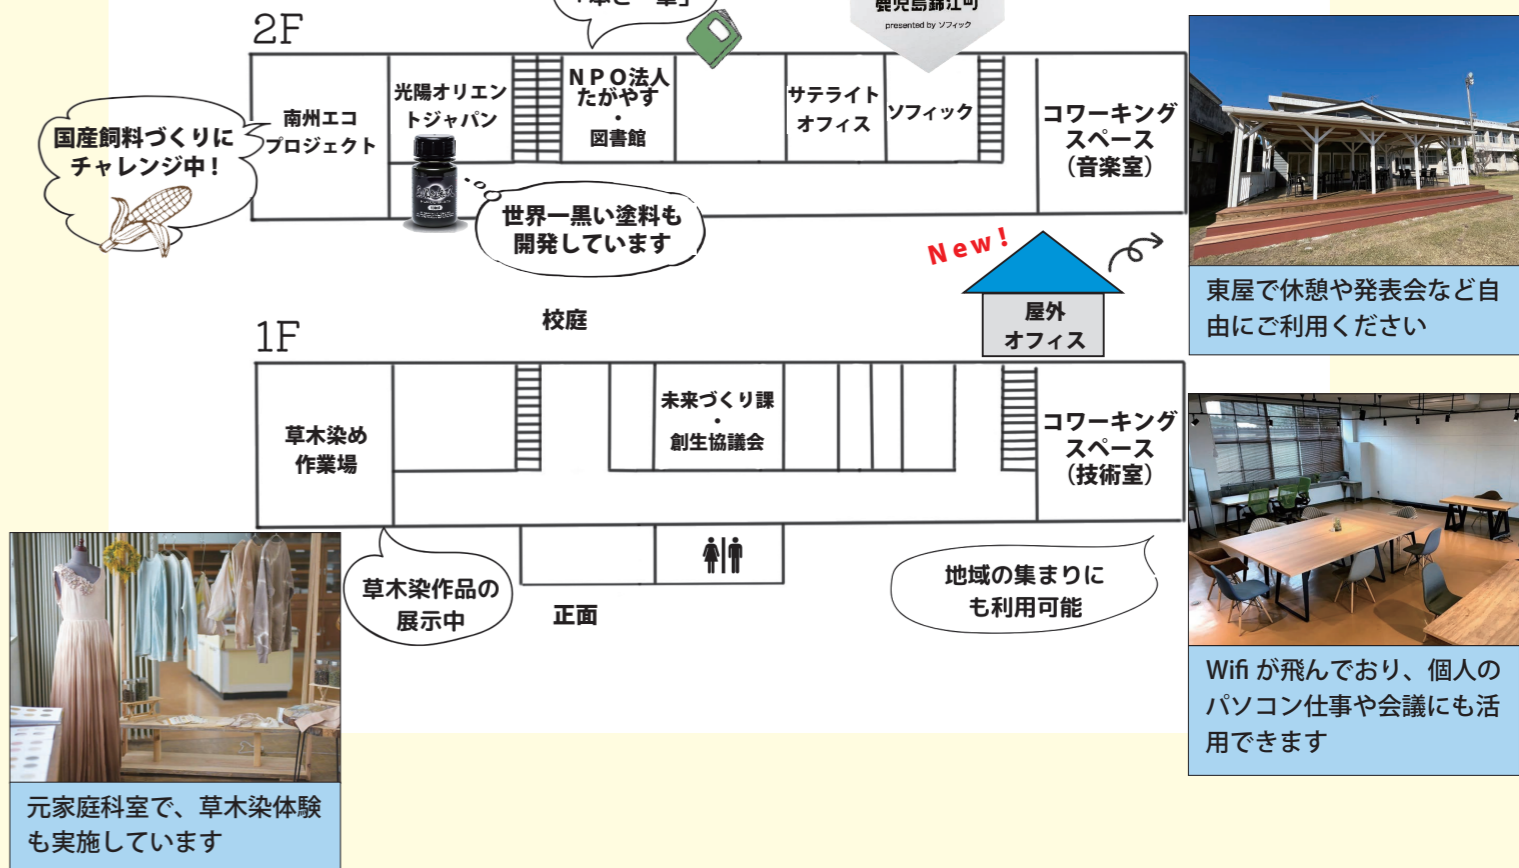 鹿児島錦江町
presented by ソフィック
2F
南州エコ
プロジェクト
光陽オリエン
トジャパン
NPO法人
たがやす
・
図書館
サテライト
オフィス
ソフィック
コワーキング
スペース
（音楽室）
国産飼料づくりに
チャレンジ中！
世界一黒い塗料も
開発しています
New!
屋外
オフィス
東屋で休憩や発表会など自
由にご利用ください
校庭
1F
草木染め
作業場
未来づくり課
・
創生協議会
コワーキング
スペース
（技術室）
草木染作品の
展示中
正面
地域の集まりに
も利用可能
Wifi が飛んでおり、個人の
パソコン仕事や会議にも活
用できます
元家庭科室で、草木染体験
も実施しています